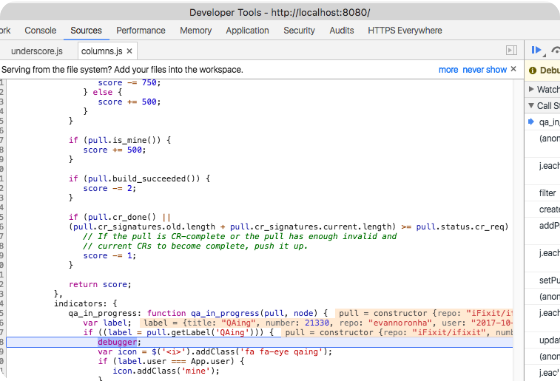 Developer Tools - http://localhost:8080/
Console Sources Performance Memory Application Security Audits HTTPS Everywhere
underscore.js columns.js ×
Serving from the file system? Add your files into the workspace. more never show ×
score -= 750;
} else {
score += 500;
}
}
if (pull.is_mine()) {
score += 500;
}
if (pull.build_succeeded()) {
score -= 2;
}
if (pull.cr_done() ||
(pull.cr_signatures.old.length + pull.cr_signatures.current.length) >= pull.status.cr_req)
// If the pull is CR-complete or the pull has enough invalid and
// current CRs to become complete, push it up.
score -= 1;
}
return score;
},
indicators: {
qa_in_progress: function qa_in_progress(pull, node) { pull = constructor {repo: "iFixit/if
var label; label = {title: "QAing", number: 21330, repo: "evannoronha", user: "2017-10-
if ((label = pull.getLabel('QAing'))) { pull = constructor {repo: "iFixit/ifixit", numbe
debugger;
var icon = $('<i>').addClass('fa fa-eye qaing');
if (label.user === App.user) {
icon.addClass('mine');
}
Debu
Watch
Call St
qa_in_
(anon
j.each
filter
create
addP
j.each
setPu
(anon
j.each
updat
(anon
j.each